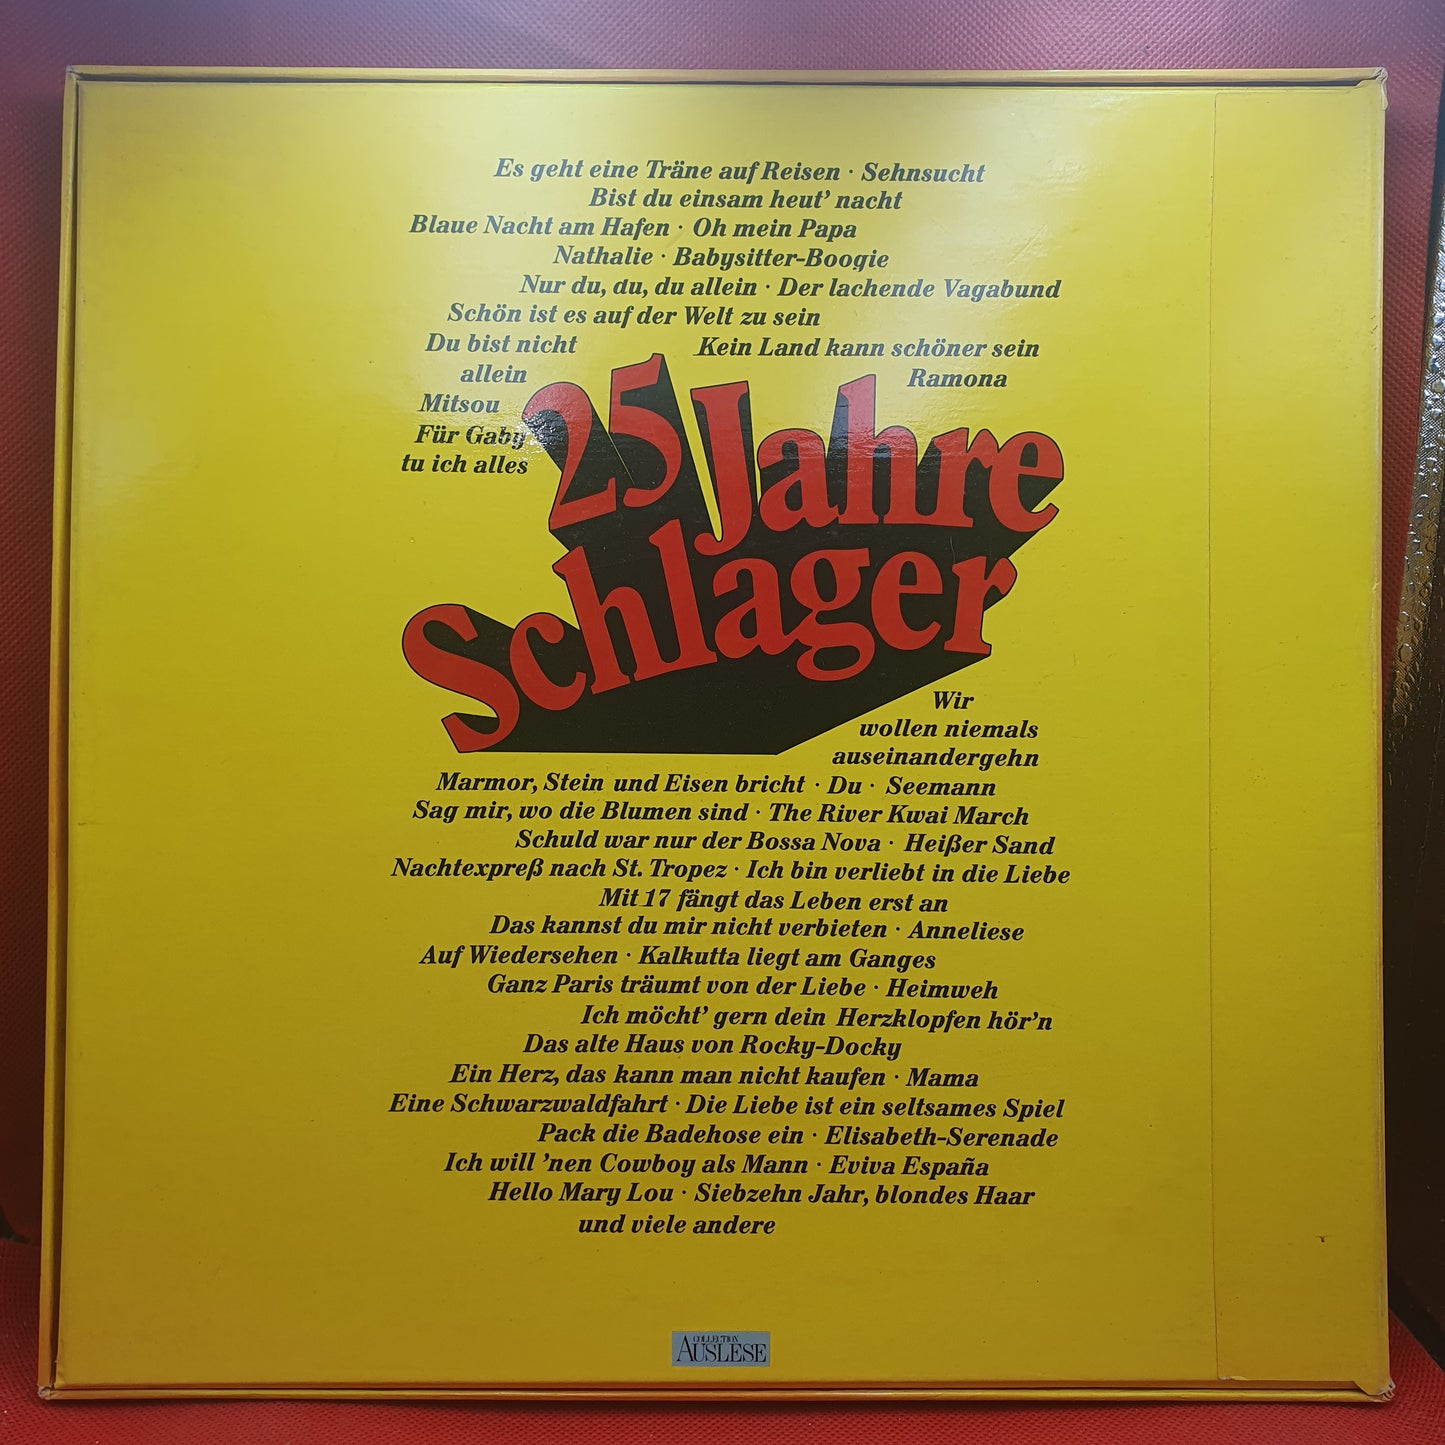 Es geht eine Träne auf Reisen · Sehnsucht
Bist du einsam heut' nacht
Blaue Nacht am Hafen · Oh mein Papa
Nathalie · Babysitter-Boogie
Nur du, du, du allein · Der lachende Vagabund
Schön ist es auf der Welt zu sein
Du bist nicht
allein
Mitsou
Für Gaby
tu ich alles
Kein Land kann schöner sein
Ramona
25 Jahre
Schlager
Wir
wollen niemals
auseinandergehn
Marmor, Stein und Eisen bricht · Du · Seemann
Sag mir, wo die Blumen sind · The River Kwai March
Schuld war nur der Bossa Nova · Heißer Sand
Nachtexpreß nach St. Tropez · Ich bin verliebt in die Liebe
Mit 17 fängt das Leben erst an
Das kannst du mir nicht verbieten · Anneliese
Auf Wiedersehen · Kalkutta liegt am Ganges
Ganz Paris träumt von der Liebe · Heimweh
Ich möcht' gern dein Herzklopfen hör'n
Das alte Haus von Rocky-Docky
Ein Herz, das kann man nicht kaufen · Mama
Eine Schwarzwaldfahrt · Die Liebe ist ein seltsames Spiel
Pack die Badehose ein · Elisabeth-Serenade
Ich will 'nen Cowboy als Mann · Eviva España
Hello Mary Lou · Siebzehn Jahr, blondes Haar
und viele andere
COLLECTION
AUSLESE